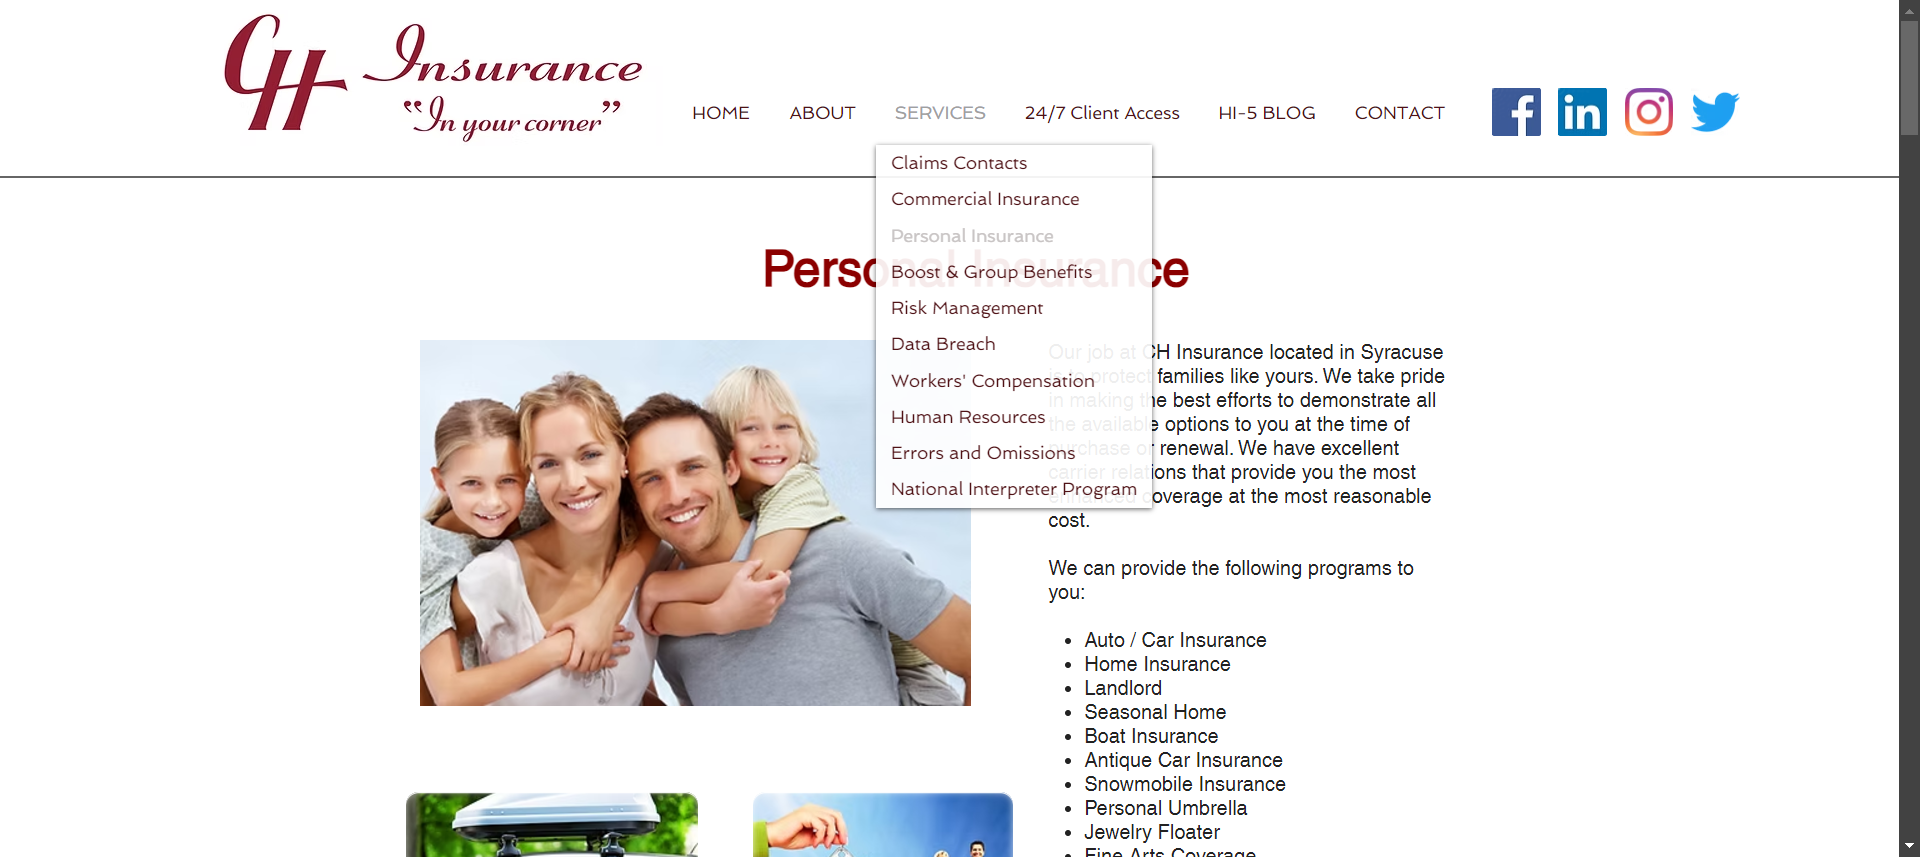 CH Insurance
"In your corner"
HOME ABOUT SERVICES 24/7 Client Access HI-5 BLOG CONTACT
Claims Contacts
Commercial Insurance
Personal Insurance
Boost & Group Benefits
Risk Management
Data Breach
Workers' Compensation
Human Resources
Errors and Omissions
National Interpreter Program
Personal Insurance
Our job at CH Insurance located in Syracuse
is to protect families like yours. We take pride
in making the best efforts to demonstrate all
the available options to you at the time of
purchase or renewal. We have excellent
carrier relations that provide you the most
enhanced coverage at the most reasonable
cost.
We can provide the following programs to
you:
Auto / Car Insurance
Home Insurance
Landlord
Seasonal Home
Boat Insurance
Antique Car Insurance
Snowmobile Insurance
Personal Umbrella
Jewelry Floater
Fine Arts Coverage